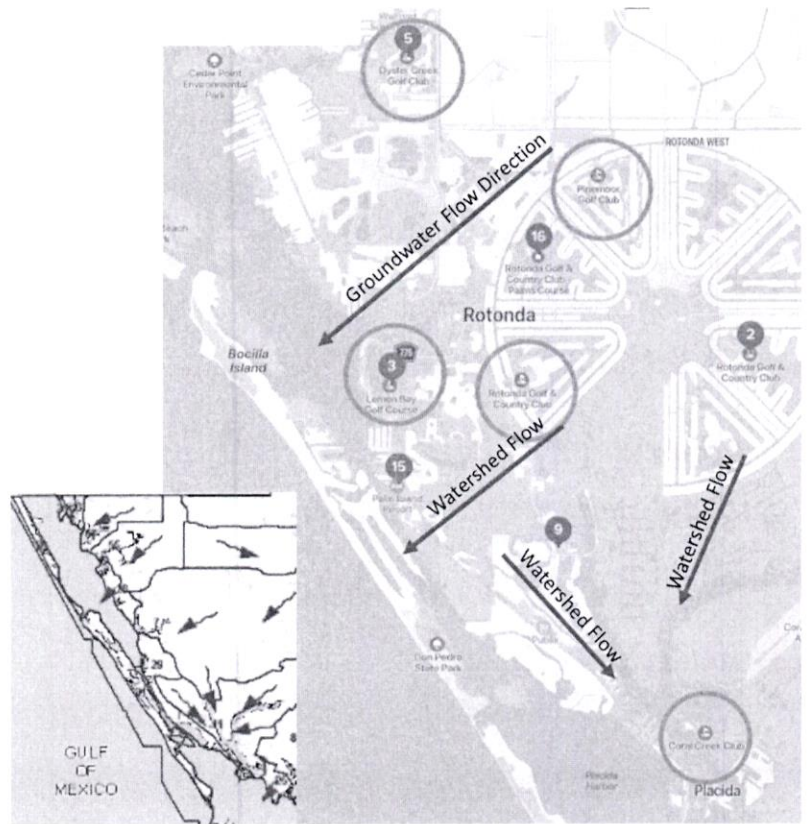 5
Oyster Creek
Golf Club
Cedar Point
Environmental
Park
ROTONDA WEST
Groundwater Flow Direction
Pinemoor
Golf Club
16
Rotonda Golf &
Country Club
Palms Course
Beach
Rotonda
2
Rotonda Golf &
Country Club
Bocilla
Island
776
3
Lemon Bay
Golf Course
Rotonda Golf &
Country Club
Watershed Flow
15
Palm Island
Resort
Watershed Flow
9
Watershed Flow
Don Pedro
State Park
29
GULF
OF
MEXICO
Coral Creek Club
Placida
Harbor
Placida